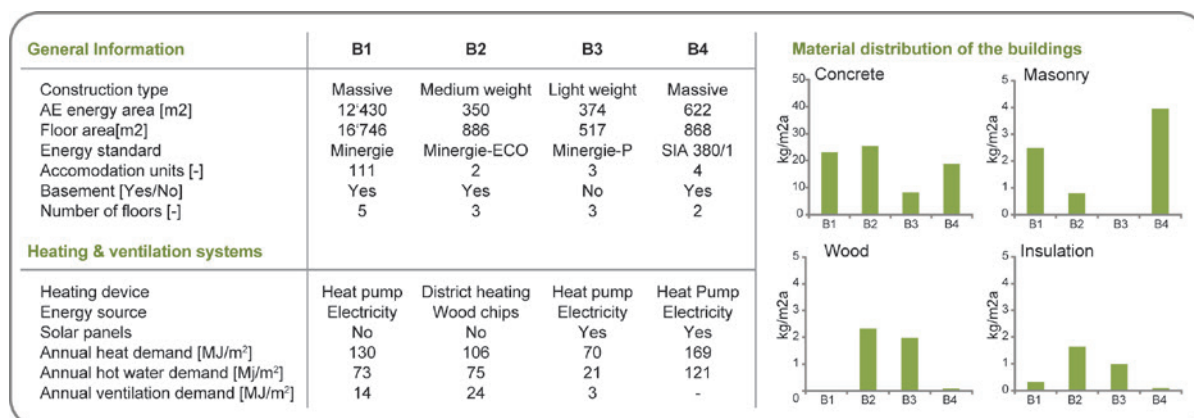 General Information B1 B2 B3 B4
Construction type Massive Medium weight Light weight Massive
AE energy area [m2] 12'430 350 374 622
Floor area[m2] 16'746 886 517 868
Energy standard Minergie Minergie-ECO Minergie-P SIA 380/1
Accomodation units [-] 111 2 3 4
Basement [Yes/No] Yes Yes No Yes
Number of floors [-] 5 3 3 2
Heating & ventilation systems
Heating device Heat pump District heating Heat pump Heat Pump
Energy source Electricity Wood chips Electricity Electricity
Solar panels No No Yes Yes
Annual heat demand [MJ/m²] 130 106 70 169
Annual hot water demand [Mj/m²] 73 75 21 121
Annual ventilation demand [MJ/m²] 14 24 3 -
Material distribution of the buildings
Concrete
kg/m2a
50
40
30
20
10
0
B1 B2 B3 B4
Masonry
kg/m2a
5
4
3
2
1
0
B1 B2 B3 B4
Wood
kg/m2a
5
4
3
2
1
0
B1 B2 B3 B4
Insulation
kg/m2a
5
4
3
2
1
0
B1 B2 B3 B4